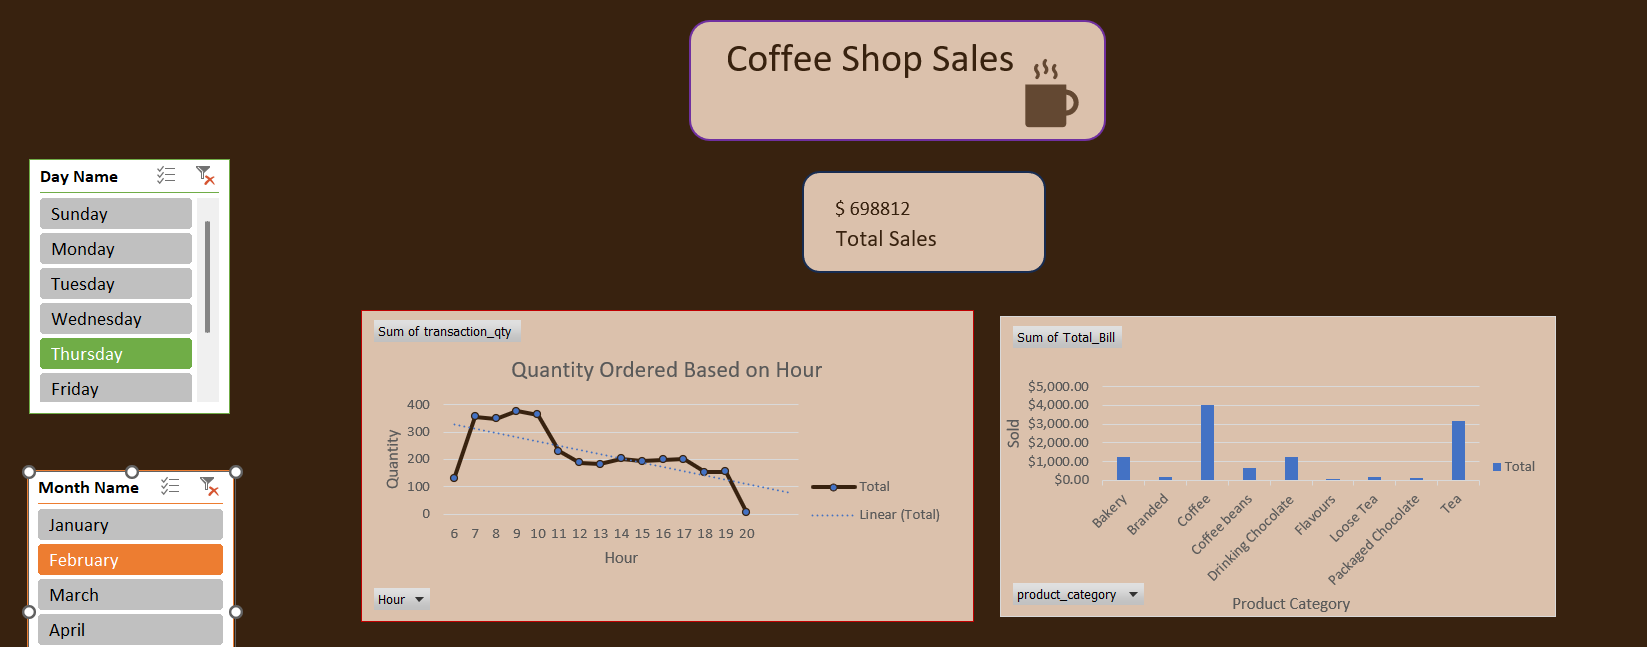 Coffee Shop Sales
$ 698812
Total Sales
Day Name
Sunday
Monday
Tuesday
Wednesday
Thursday
Friday
Month Name
January
February
March
April
Sum of transaction_qty
Quantity Ordered Based on Hour
Quantity
400
300
200
100
0
6 7 8 9 10 11 12 13 14 15 16 17 18 19 20
Hour
Total
Linear (Total)
Hour
Sum of Total_Bill
Sold
$5,000.00
$4,000.00
$3,000.00
$2,000.00
$1,000.00
$0.00
Bakery
Branded
Coffee
Coffee beans
Drinking Chocolate
Flavours
Loose Tea
Packaged Chocolate
Tea
Total
product_category
Product Category